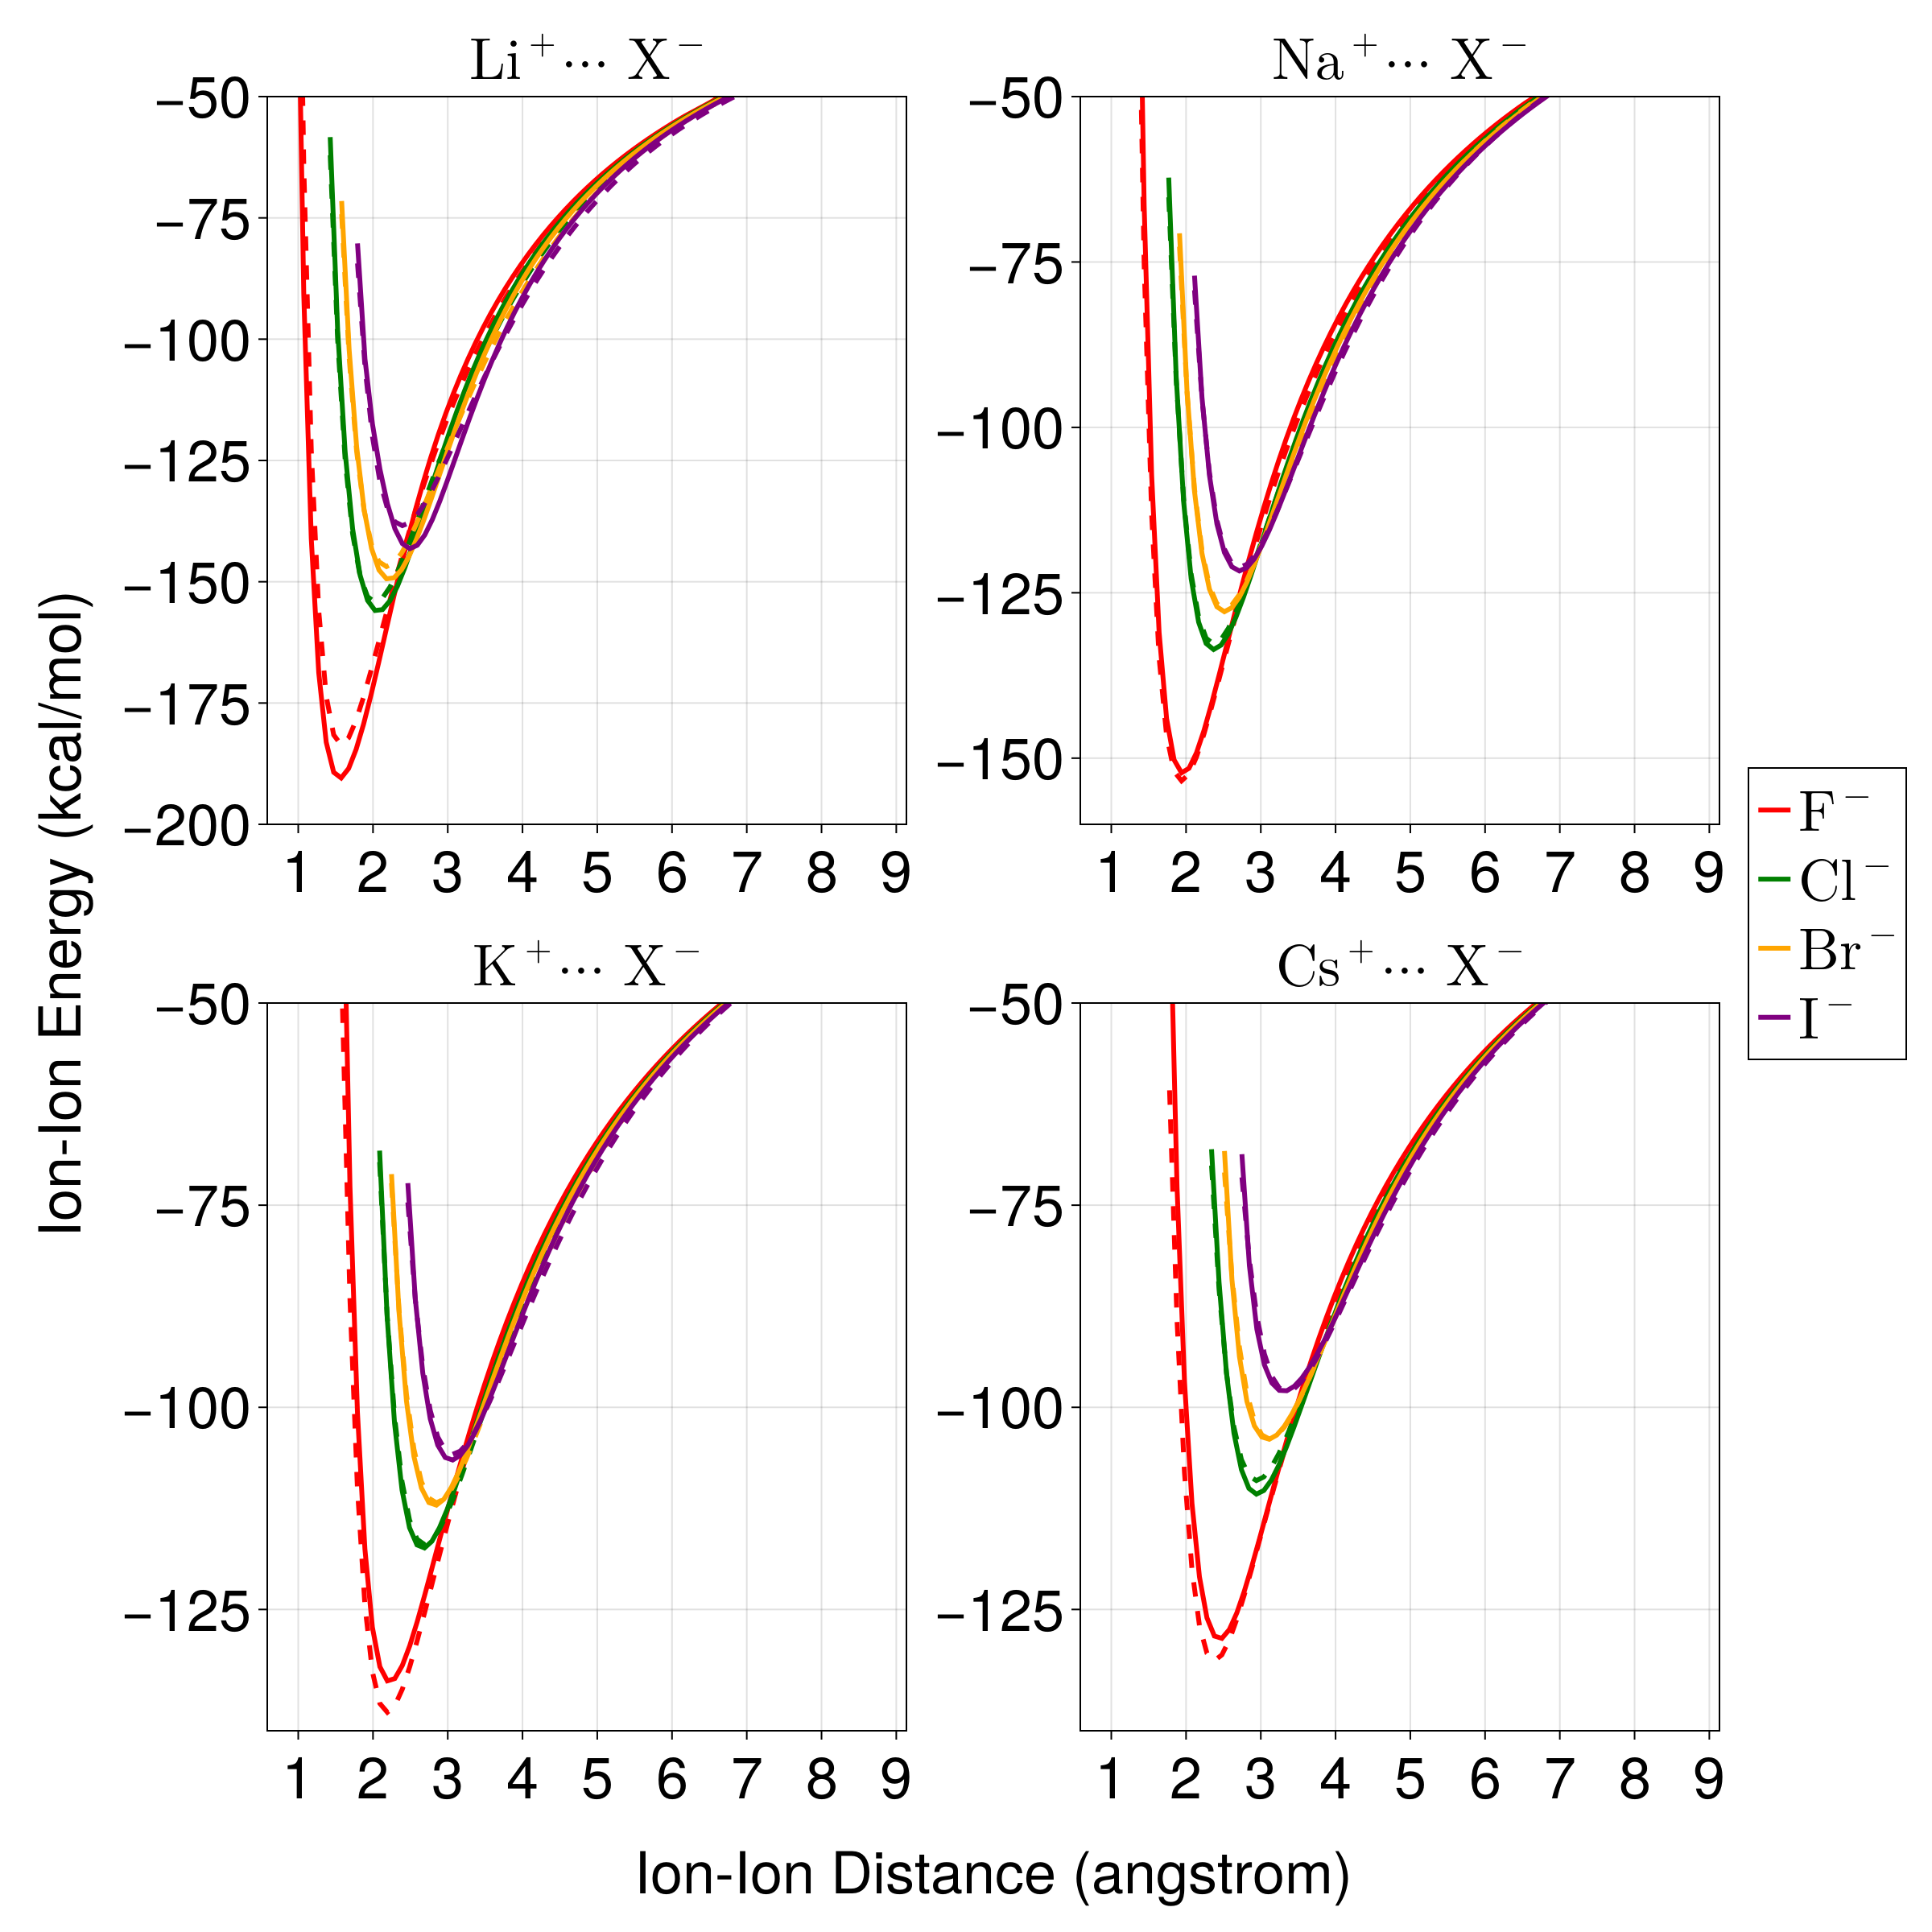 Li⁺··· X⁻
Na⁺··· X⁻
−50
−75
−100
−125
−150
−175
−200
1 2 3 4 5 6 7 8 9
−50
−75
−100
−125
−150
1 2 3 4 5 6 7 8 9
K⁺··· X⁻
Cs⁺··· X⁻
−50
−75
−100
−125
1 2 3 4 5 6 7 8 9
−50
−75
−100
−125
1 2 3 4 5 6 7 8 9
Ion-Ion Energy (kcal/mol)
Ion-Ion Distance (angstrom)
F⁻
Cl⁻
Br⁻
I⁻